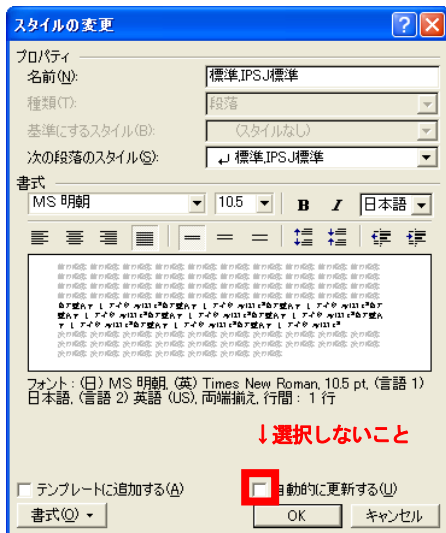 スタイルの変更
プロパティ
名前(N):
標準,IPSJ標準
種類(T):
段落
基準にするスタイル(B):
(スタイルなし)
次の段落のスタイル(S):
↵ 標準,IPSJ標準
書式
MS 明朝
10.5
B
I
日本語
フォント : (日) MS 明朝, (英) Times New Roman, 10.5 pt, (言語 1)
日本語, (言語 2) 英語 (US), 両端揃え, 行間 : 1 行
↓選択しないこと
テンプレートに追加する(A)
自動的に更新する(U)
書式(O)
OK
キャンセル